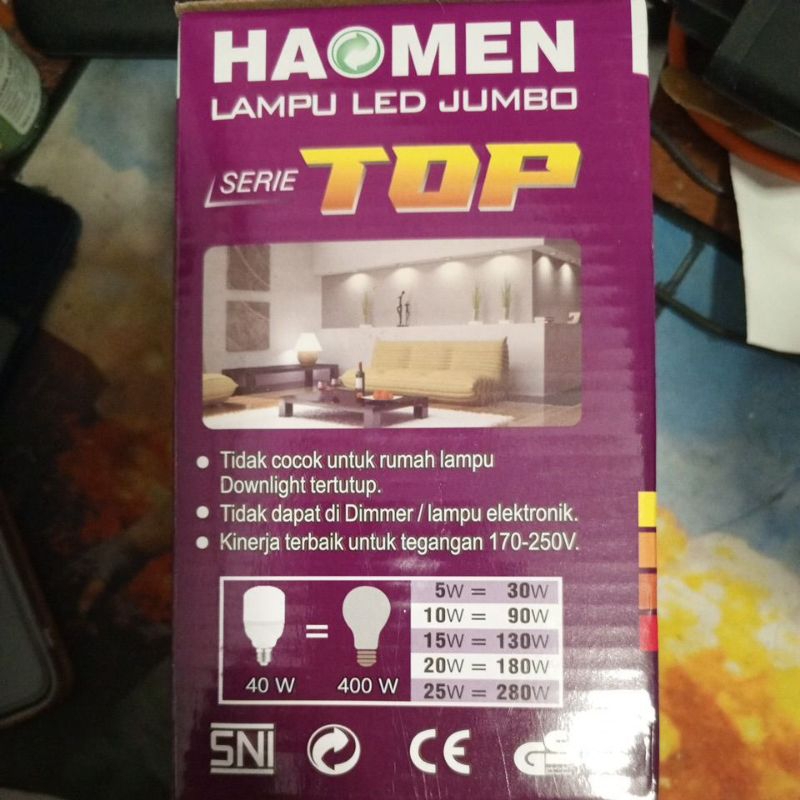 HAOMEN
LAMPU LED JUMBO
SERIE TOP
Tidak cocok untuk rumah lampu
Downlight tertutup.
Tidak dapat di Dimmer / lampu elektronik.
Kinerja terbaik untuk tegangan 170-250V.
5W = 30W
10W = 90W
15W = 130W
20W = 180W
25W = 280W
=
40 W 400 W
SNI CE GS